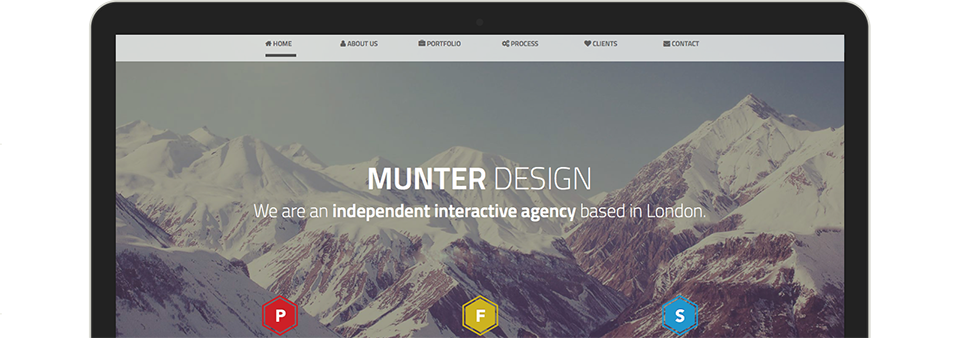 HOME ABOUT US PORTFOLIO PROCESS CLIENTS CONTACT
MUNTER DESIGN
We are an independent interactive agency based in London.
P F S